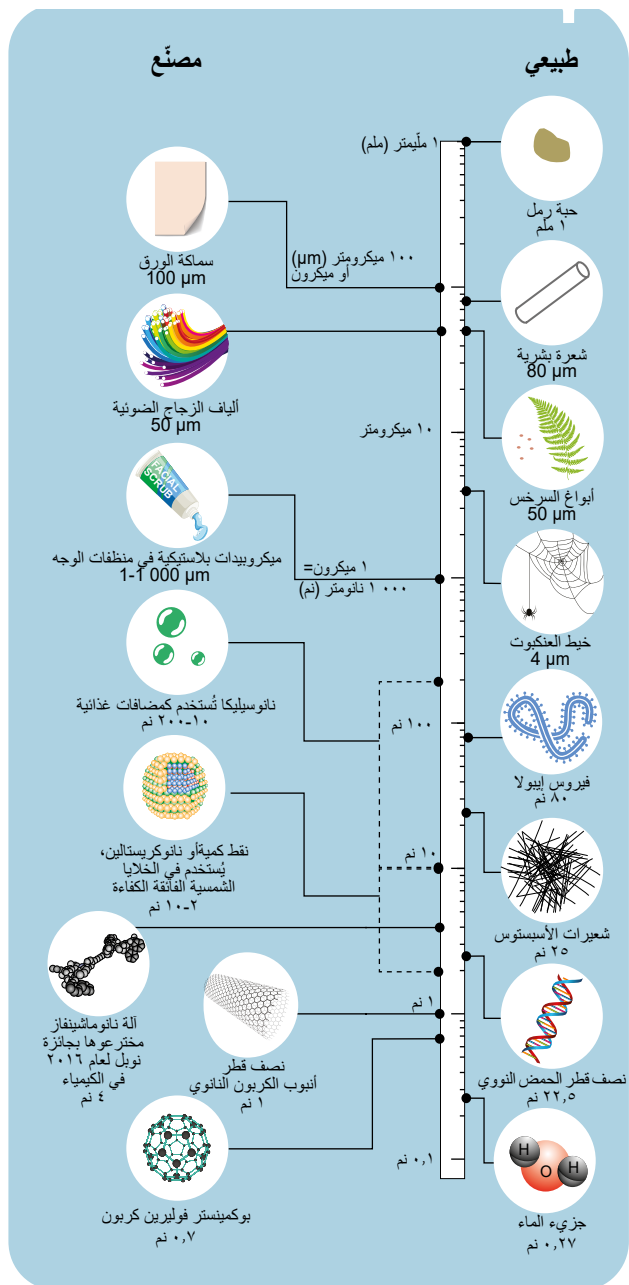 طبيعي
مصنّع
١ ملّيمتر (ملم)
حبة رمل
١ ملم
سماكة الورق
100 µm
١٠٠ ميكرومتر (µm)
أو ميكرون
شعرة بشرية
80 µm
ألياف الزجاج الضوئية
50 µm
١٠ ميكرومتر
أبواغ السرخس
50 µm
FACIAL
SCRUB
ميكروبيدات بلاستيكية في منظفات الوجه
1-1 000 µm
١ ميكرون=
١ ٠٠٠ نانومتر (نم)
خيط العنكبوت
4 µm
نانوسيليكا تُستخدم كمضافات غذائية
١٠-٢٠٠ نم
١٠٠ نم
فيروس إيبولا
٨٠ نم
نقط كميةأو نانوكريستالين،
يُستخدم في الخلايا
الشمسية الفائقة الكفاءة
٢-١٠ نم
١٠ نم
شعيرات الأسبستوس
٢٥ نم
آلة نانوماشينفاز
مخترعوها بجائزة
نوبل لعام ٢٠١٦
في الكيمياء
٤ نم
نصف قطر
أنبوب الكربون النانوي
١ نم
١ نم
نصف قطر الحمض النووي
٢٢,٥ نم
بوكمينستر فوليرين كربون
٠,٧ نم
٠,١ نم
H
O
H
جزيء الماء
٠,٢٧ نم